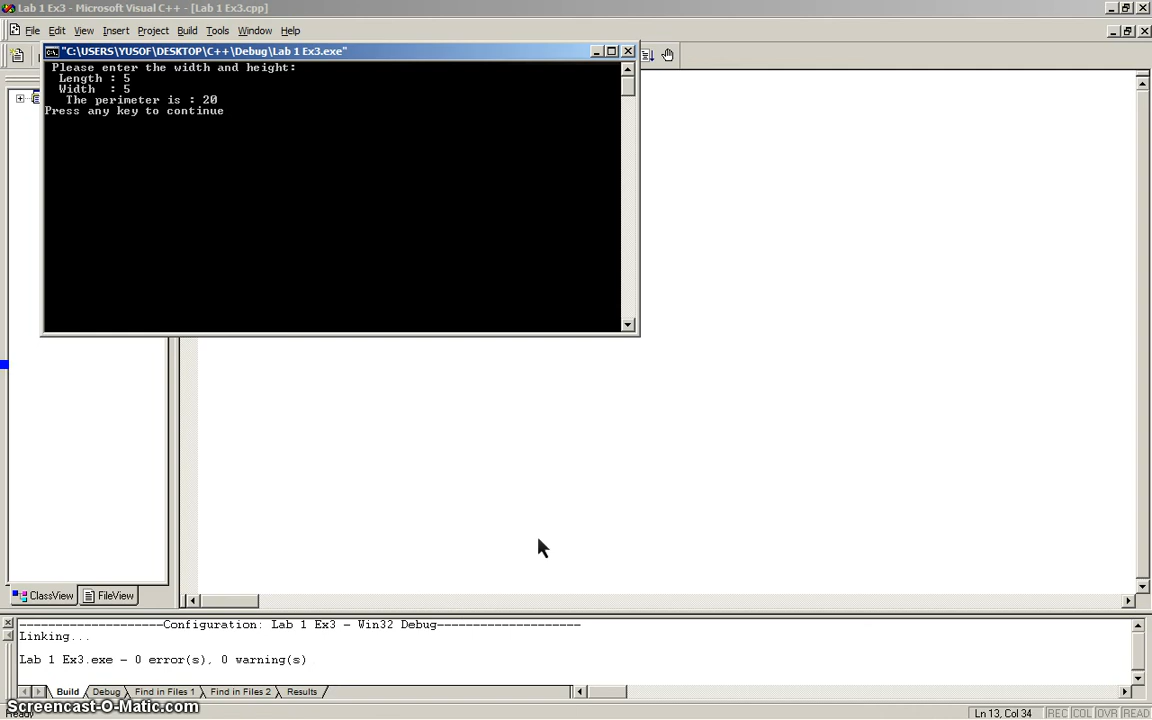 Lab 1 Ex3 - Microsoft Visual C++ - [Lab 1 Ex3.cpp]
File Edit View Insert Project Build Tools Window Help
"C:\USERS\YUSOF\DESKTOP\C++\Debug\Lab 1 Ex3.exe"
Please enter the width and height:
Length : 5
Width : 5
The perimeter is : 20
Press any key to continue
ClassView FileView
--------------------Configuration: Lab 1 Ex3 - Win32 Debug--------------------
Linking...
Lab 1 Ex3.exe - 0 error(s), 0 warning(s)
Build Debug Find in Files 1 Find in Files 2 Results
Screencast-O-Matic.com
Ready Ln 13, Col 34 REC COL OVR READ